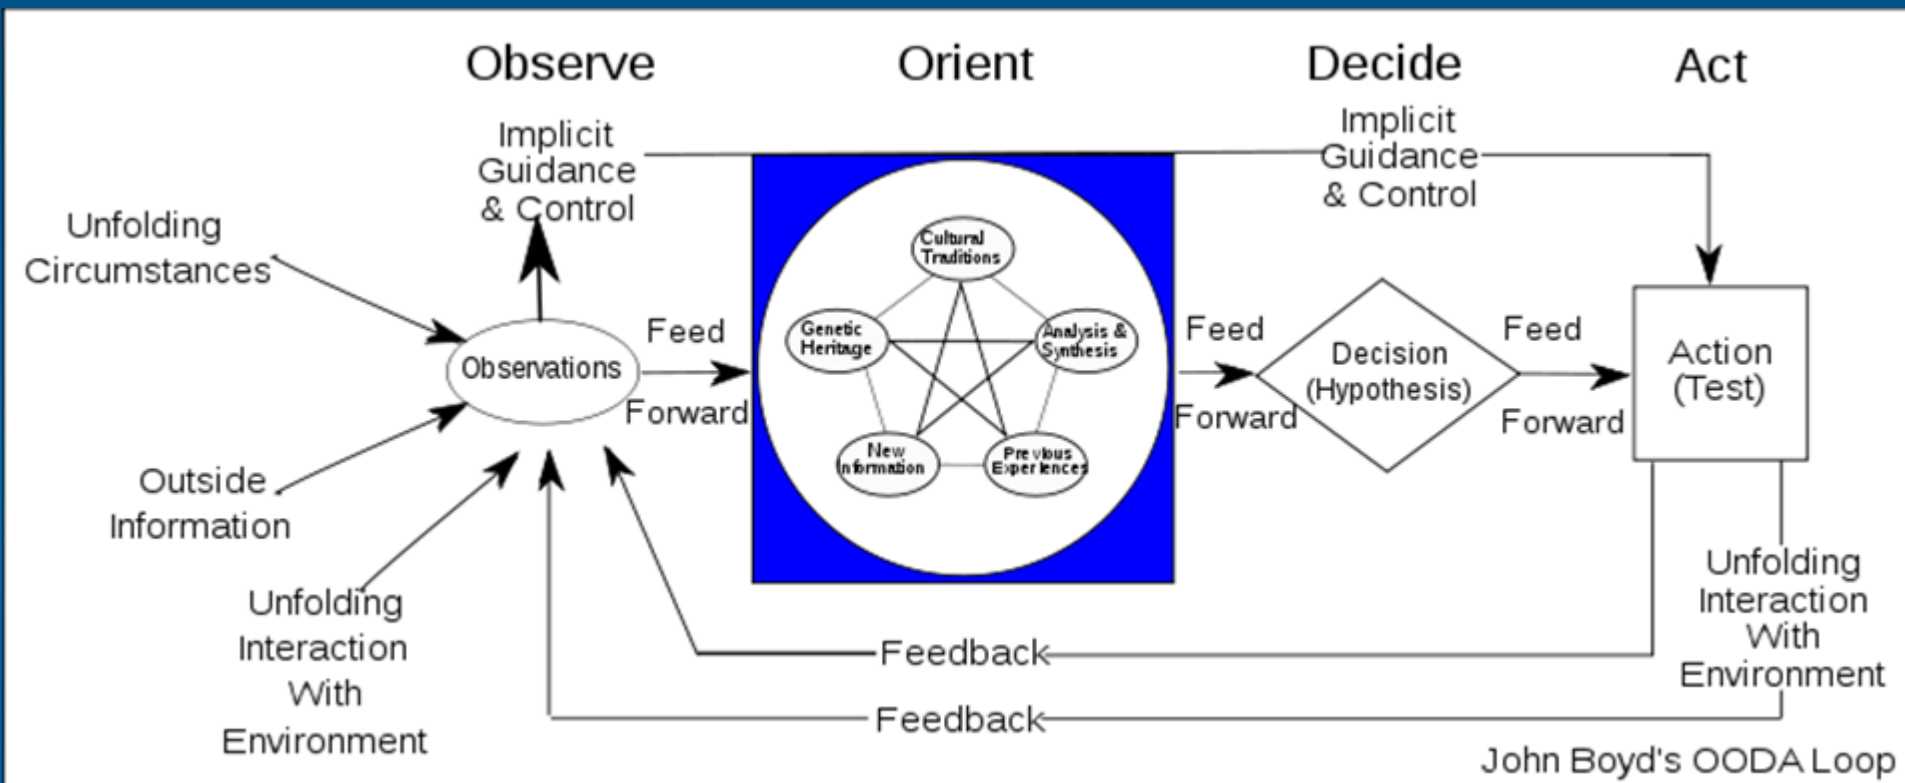 Observe
Orient
Decide
Act
Implicit
Guidance
& Control
Implicit
Guidance
& Control
Unfolding
Circumstances
Observations
Feed
Forward
Cultural
Traditions
Genetic
Heritage
Analysis &
Synthesis
New
Information
Previous
Experiences
Feed
Forward
Decision
(Hypothesis)
Feed
Forward
Action
(Test)
Outside
Information
Unfolding
Interaction
With
Environment
Unfolding
Interaction
With
Environment
Feedback
Feedback
John Boyd's OODA Loop